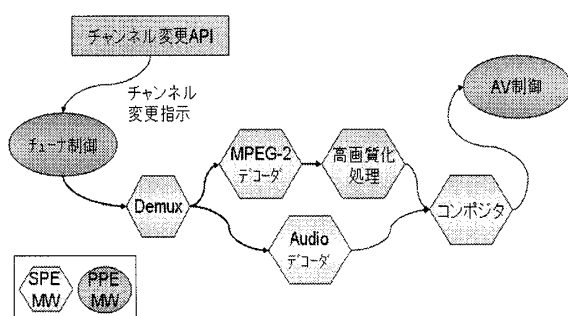 チャンネル変更API
チャンネル
変更指示
チューナ制御
Demux
MPEG-2
デコーダ
高画質化
処理
Audio
デコーダ
コンポジタ
AV制御
SPE
MW
PPE
MW